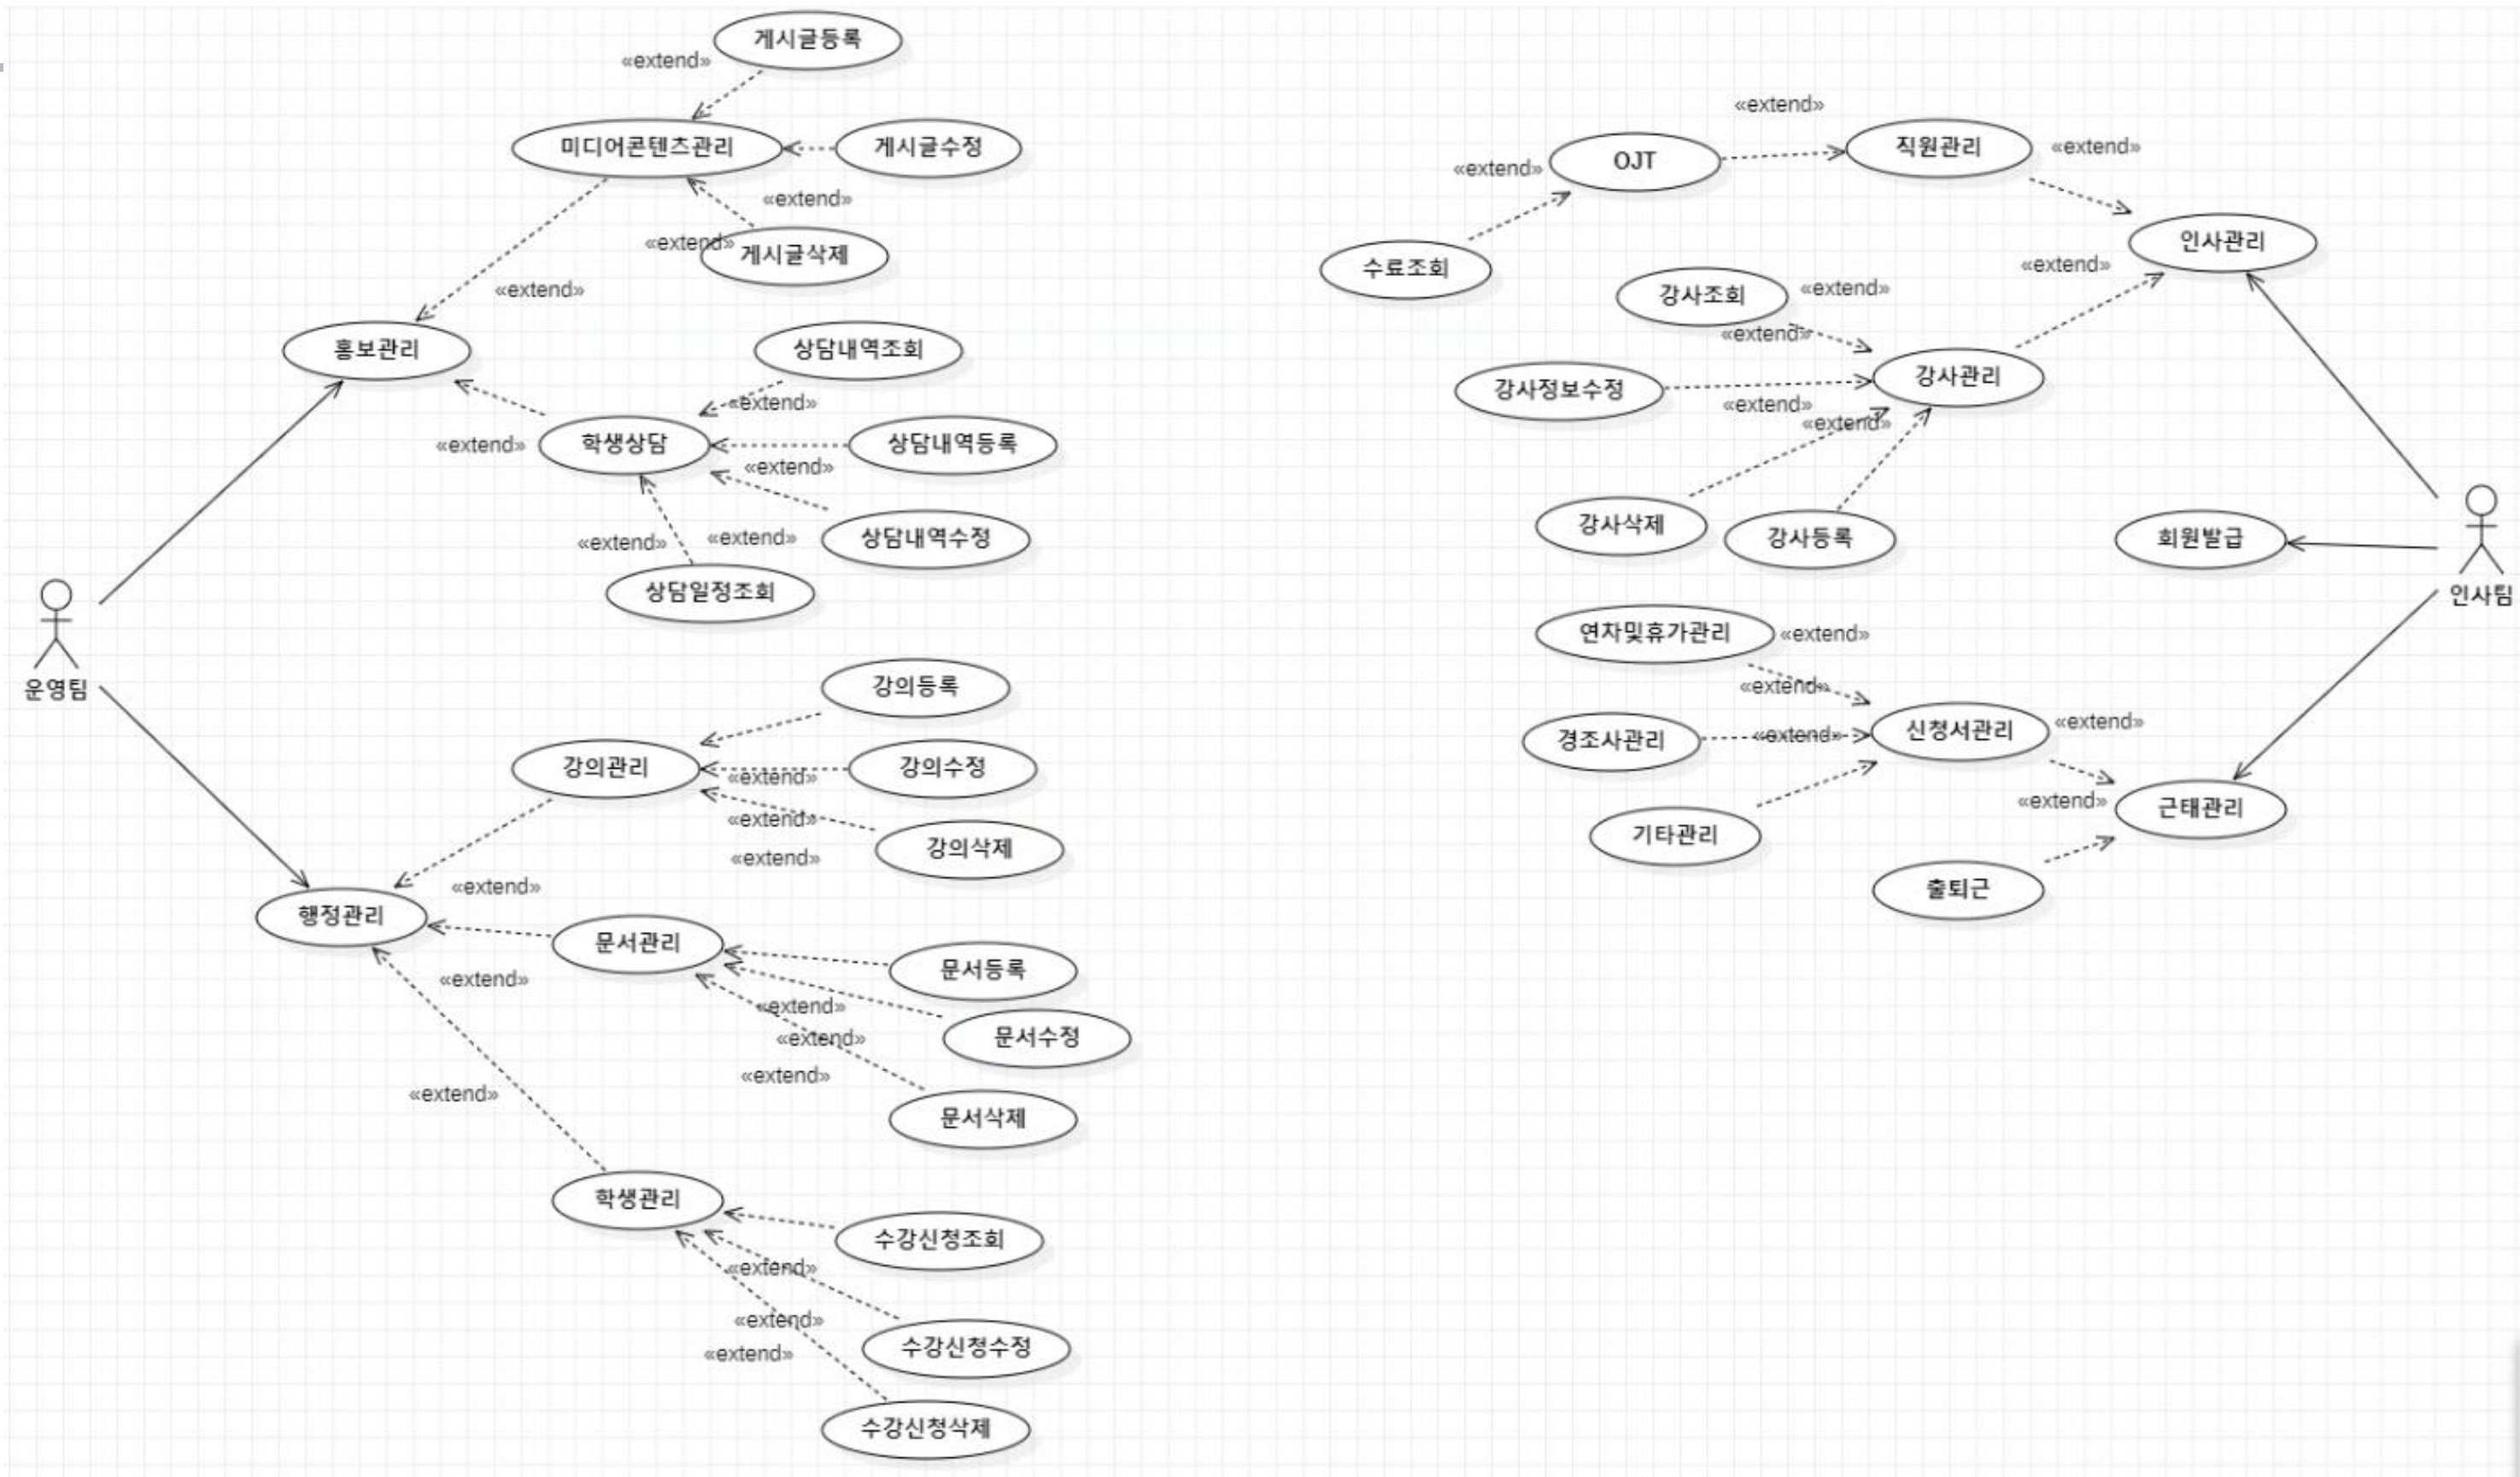 게시글등록
«extend»
미디어콘텐츠관리
게시글수정
«extend»
«extend»
게시글삭제
«extend»
홍보관리
상담내역조회
«extend»
학생상담
«extend»
상담내역등록
«extend»
상담내역수정
«extend»
«extend»
상담일정조회
운영팀
강의등록
강의관리
강의수정
«extend»
«extend»
강의삭제
«extend»
«extend»
행정관리
문서관리
문서등록
«extend»
«extend»
문서수정
«extend»
«extend»
«extend»
문서삭제
학생관리
수강신청조회
«extend»
«extend»
수강신청수정
«extend»
수강신청삭제
«extend»
OJT
직원관리
«extend»
«extend»
인사관리
수료조회
«extend»
강사조회
«extend»
«extend»
강사관리
강사정보수정
«extend»
«extend»
강사삭제
강사등록
회원발급
인사팀
연차및휴가관리
«extend»
«extend»
경조사관리
«extend»
신청서관리
«extend»
«extend»
근태관리
기타관리
출퇴근